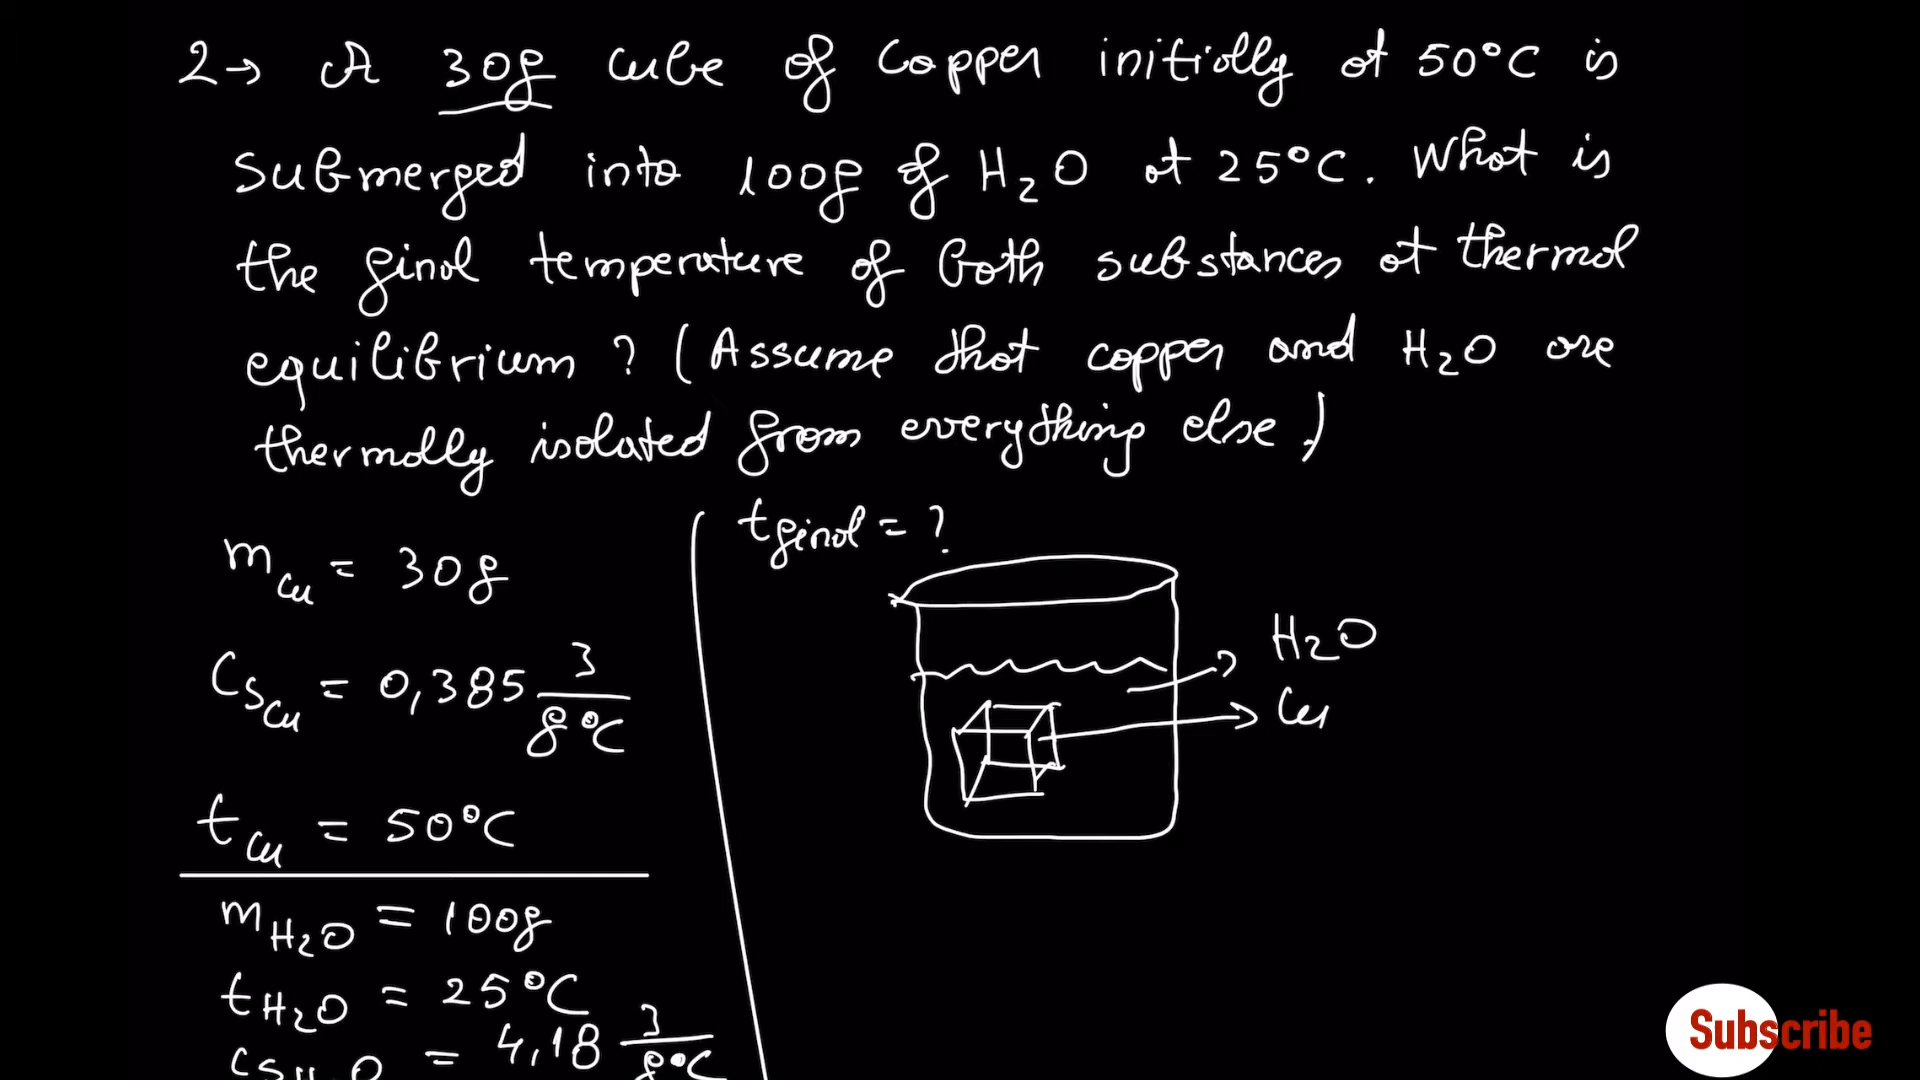 2→ A 30g cube of copper initially at 50°C is
submerged into 100g of H₂O at 25°C. What is
the final temperature of both substances at thermal
equilibrium? (Assume that copper and H₂O are
thermally isolated from everything else.)
t final = ?
m Cu = 30g
Cs Cu = 0,385 J/g°C
t Cu = 50°C
H₂O
Cu
m H₂O = 100g
t H₂O = 25°C
Cs H₂O = 4,18 J/g°C
Subscribe